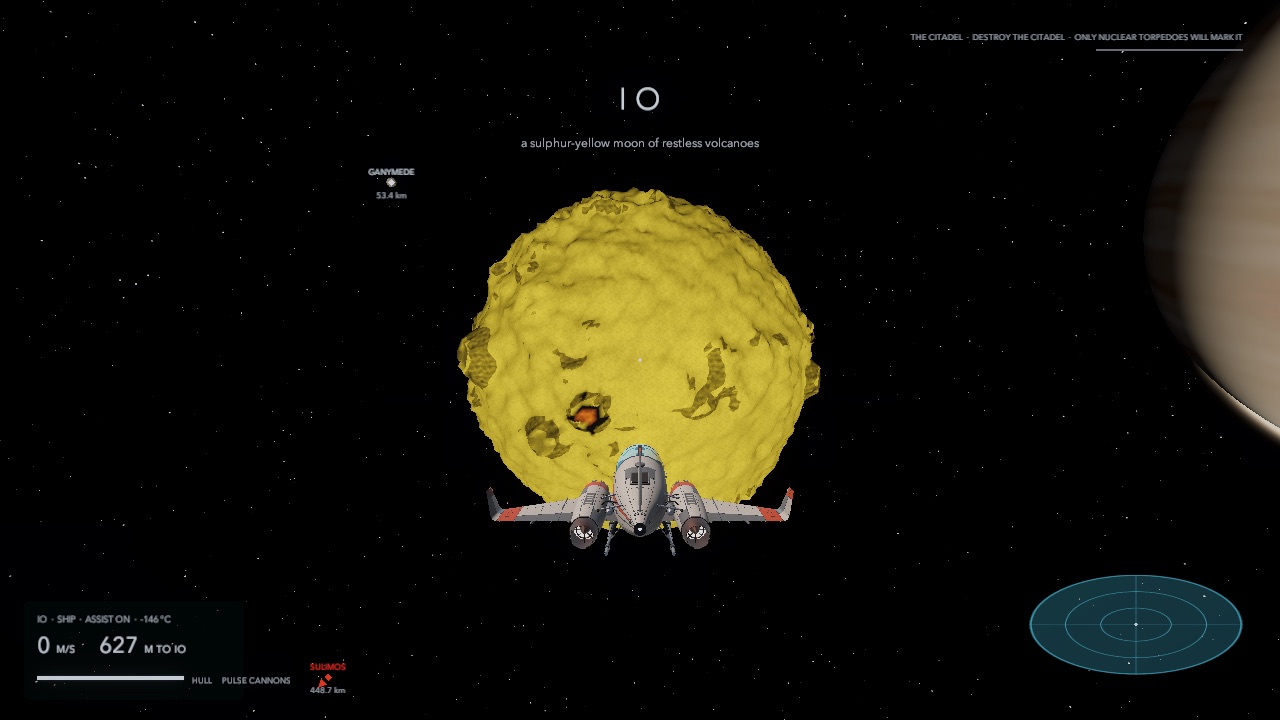 THE CITADEL · DESTROY THE CITADEL · ONLY NUCLEAR TORPEDOES WILL MARK IT
IO
a sulphur-yellow moon of restless volcanoes
GANYMEDE
53.4 km
IO · SHIP · ASSIST ON · -146 °C
0 M/S 627 M TO IO
HULL PULSE CANNONS
SULIMOS
448.7 km